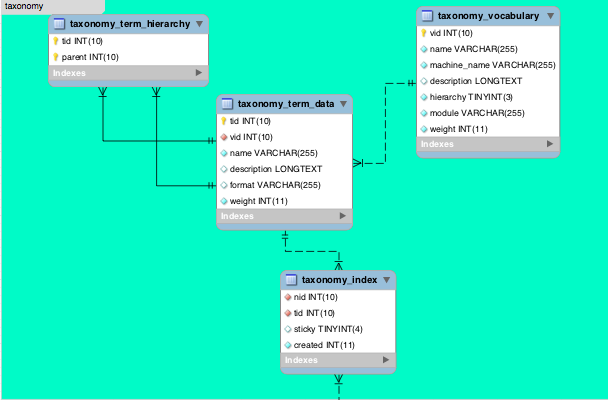 taxonomy
taxonomy_term_hierarchy
tid INT(10)
parent INT(10)
Indexes
taxonomy_vocabulary
vid INT(10)
name VARCHAR(255)
machine_name VARCHAR(255)
description LONGTEXT
hierarchy TINYINT(3)
module VARCHAR(255)
weight INT(11)
Indexes
taxonomy_term_data
tid INT(10)
vid INT(10)
name VARCHAR(255)
description LONGTEXT
format VARCHAR(255)
weight INT(11)
Indexes
taxonomy_index
nid INT(10)
tid INT(10)
sticky TINYINT(4)
created INT(11)
Indexes